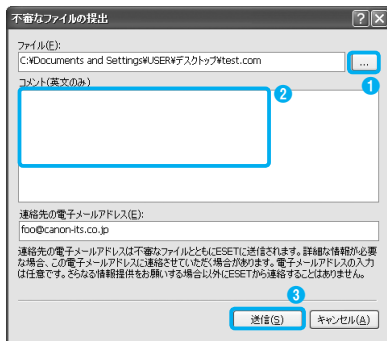 不審なファイルの提出
ファイル(F):
C:¥Documents and Settings¥USER¥デスクトップ¥test.com
...
1
コメント(英文のみ)
2
連絡先の電子メールアドレス(E):
foo@canon-its.co.jp
連絡先の電子メールアドレスは不審なファイルとともにESETに送信されます。詳細な情報が必要
な場合、この電子メールアドレスに連絡させていただく場合があります。電子メールアドレスの入力
は任意です。さらなる情報提供をお願いする場合以外にESETから連絡することはありません。
3
送信(S)
キャンセル(A)